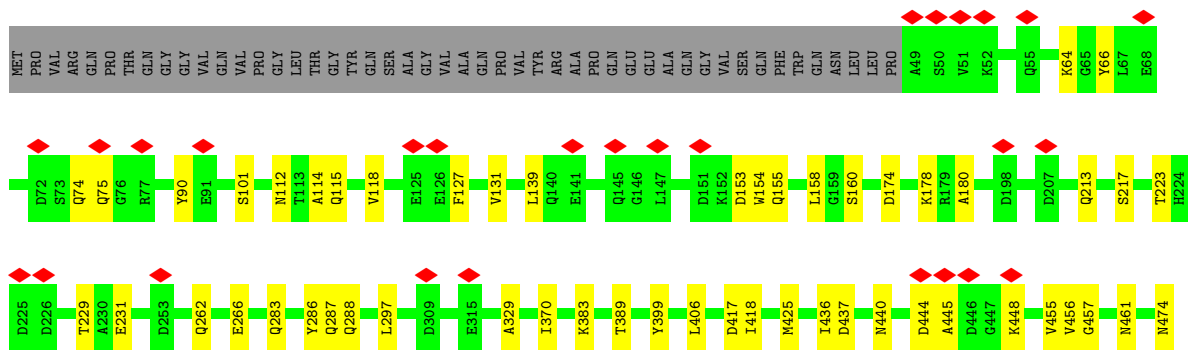 MET PRO VAL ARG GLN PRO THR GLN GLY GLY VAL GLN VAL PRO GLY LEU THR GLY TYR GLN SER ALA GLY VAL ALA GLN PRO VAL TYR ARG ALA PRO GLN GLU GLU ALA GLN GLY VAL SER GLN PHE TRP GLN ASN LEU LEU PRO A49 S50 V51 K52 Q55 K64 G65 Y66 L67 E68
D72 S73 Q74 Q75 G76 R77 Y90 E91 S101 N112 T113 A114 Q115 V118 E125 E126 F127 V131 L139 Q140 E141 Q145 G146 L147 D151 K152 D153 W154 Q155 L158 G159 S160 D174 K178 R179 A180 D198 D207 Q213 S217 T223 H224
D225 D226 T229 A230 E231 D253 Q262 E266 Q283 Y286 Q287 Q288 L297 D309 E315 A329 I370 K383 T389 Y399 L406 D417 I418 M425 I436 D437 N440 D444 A445 D446 G447 K448 V455 V456 G457 N461 N474